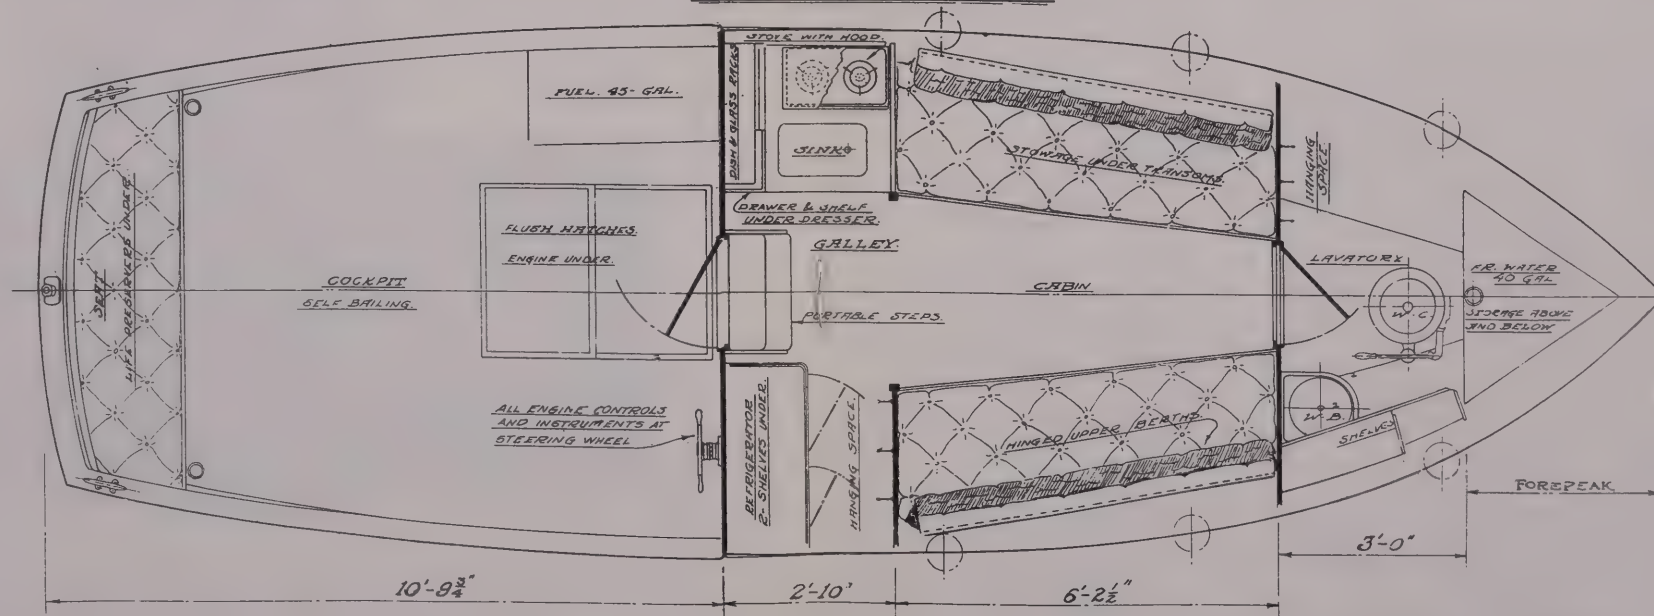 STOVE WITH HOOD.
FUEL. 45-GAL.
DISH & GLASS RACKS
SINK
STOWAGE UNDER TRANSOMS.
HANGING
SPACE
DRAWER & SHELF
UNDER DRESSER.
FLUSH HATCHES.
ENGINE UNDER.
GALLEY.
SEAT
LIFE PRESERVERS UNDER
COCKPIT
SELF BAILING.
CABIN
LAVATORY
W.C.
FR. WATER
40 GAL
STORAGE ABOVE
AND BELOW
PORTABLE STEPS.
ALL ENGINE CONTROLS
AND INSTRUMENTS AT
STEERING WHEEL
REFRIGERATOR
2-SHELVES UNDER.
HANGING SPACE.
HINGED UPPER BERTHS.
W.B.
SHELVES
FOREPEAK
10'-9¾"
2'-10"
6'-2½"
3'-0"